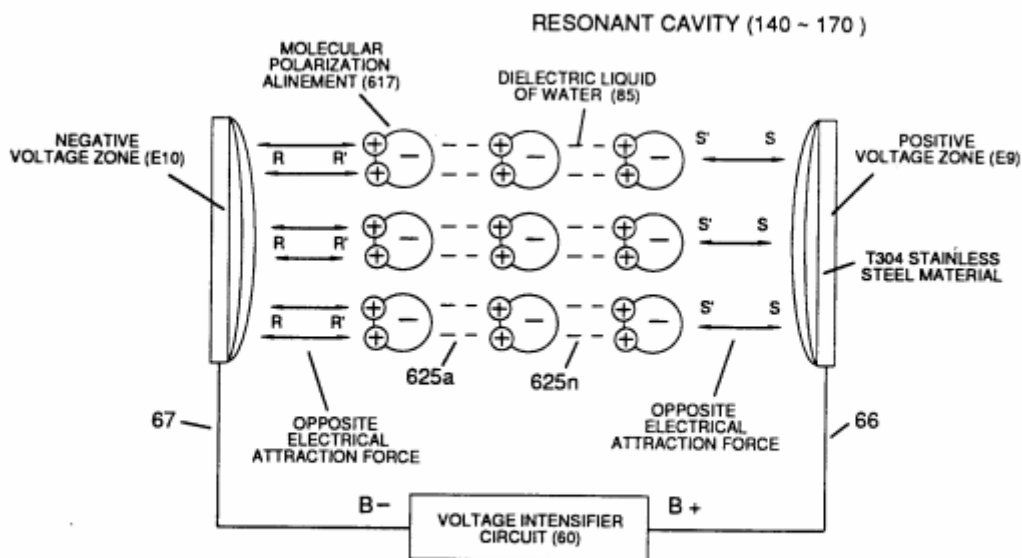 RESONANT CAVITY (140 ~ 170 )
MOLECULAR
POLARIZATION
ALINEMENT (617)
DIELECTRIC LIQUID
OF WATER (85)
NEGATIVE
VOLTAGE ZONE (E10)
POSITIVE
VOLTAGE ZONE (E9)
R R' + − + − + − S' S
+ + +
R R' + − + − + − S' S
+ + +
T304 STAINLESS
STEEL MATERIAL
R R' + − + − + − S' S
+ + +
625a 625n
67
OPPOSITE
ELECTRICAL
ATTRACTION FORCE
OPPOSITE
ELECTRICAL
ATTRACTION FORCE
66
B− B+
VOLTAGE INTENSIFIER
CIRCUIT (60)